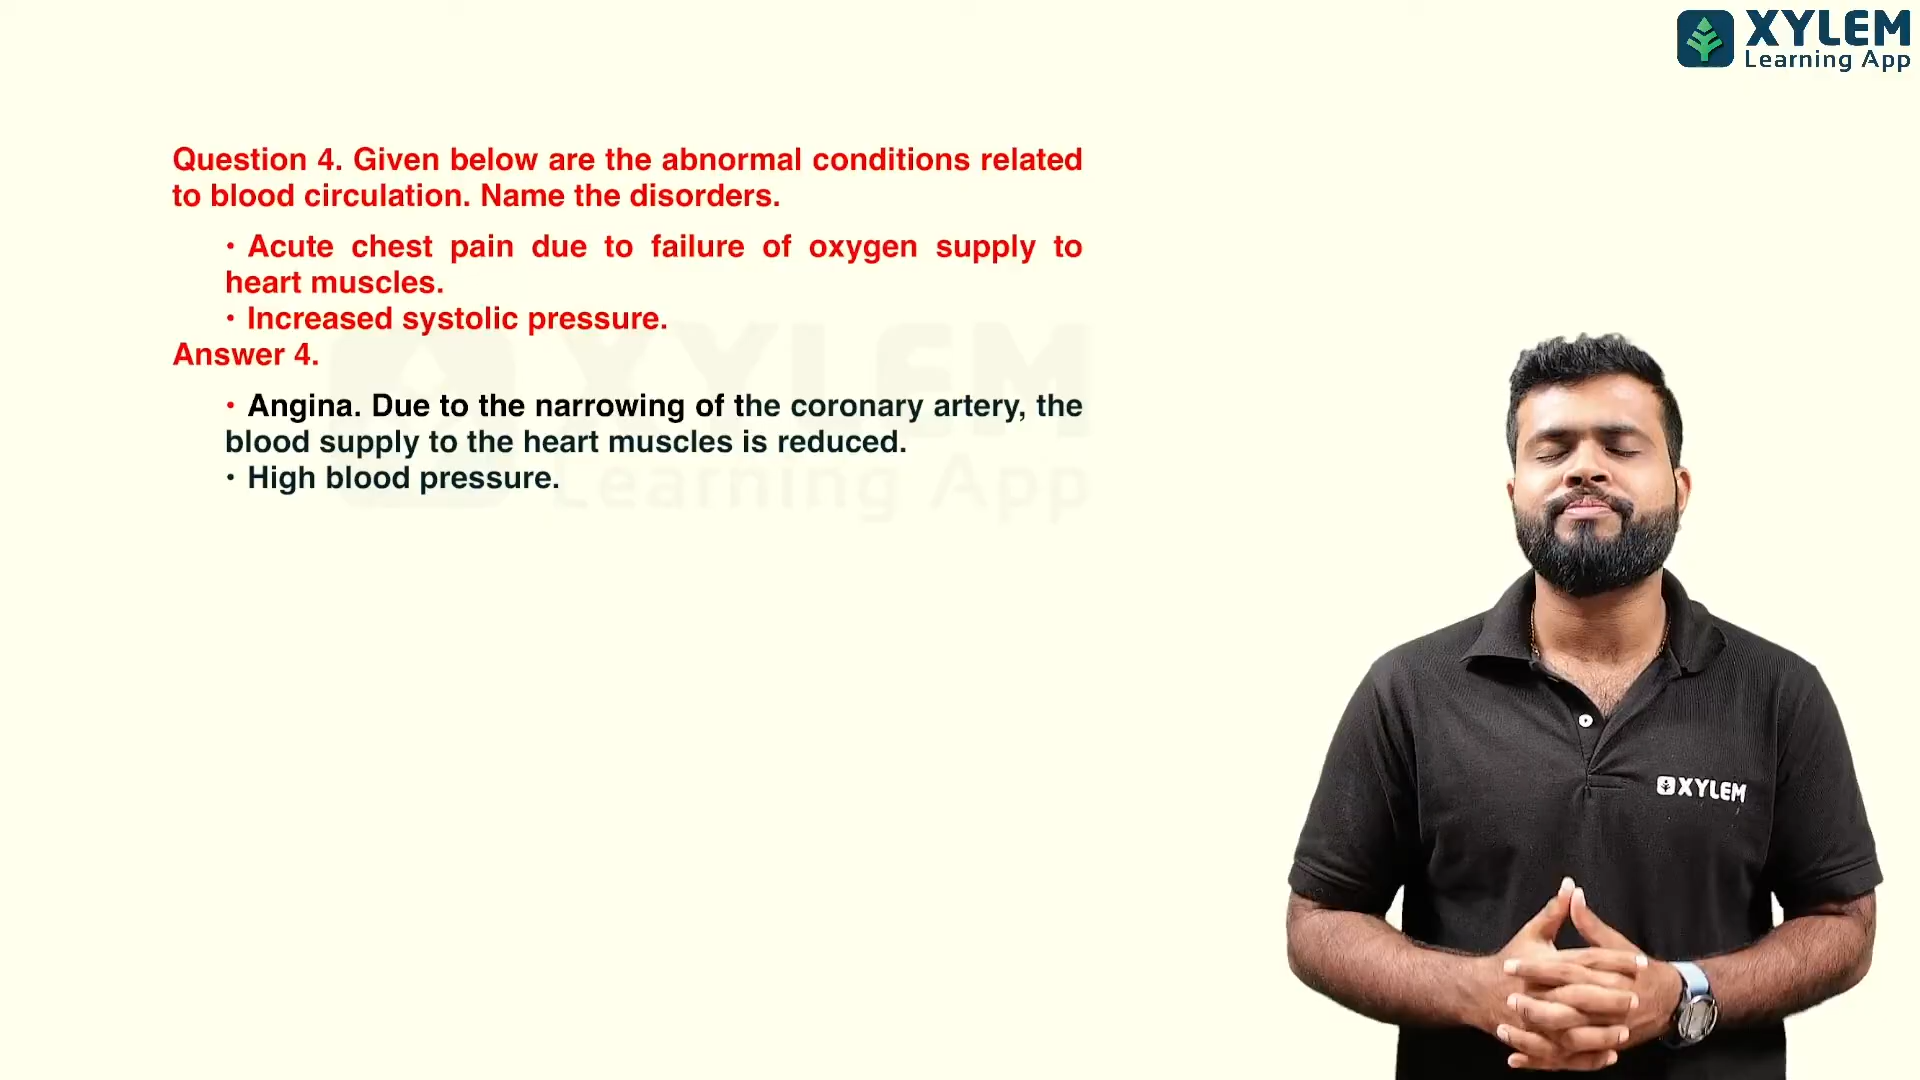 XYLEM
Learning App
Question 4. Given below are the abnormal conditions related
to blood circulation. Name the disorders.
• Acute chest pain due to failure of oxygen supply to
heart muscles.
• Increased systolic pressure.
Answer 4.
• Angina. Due to the narrowing of the coronary artery, the
blood supply to the heart muscles is reduced.
• High blood pressure.
XYLEM
Learning App
XYLEM